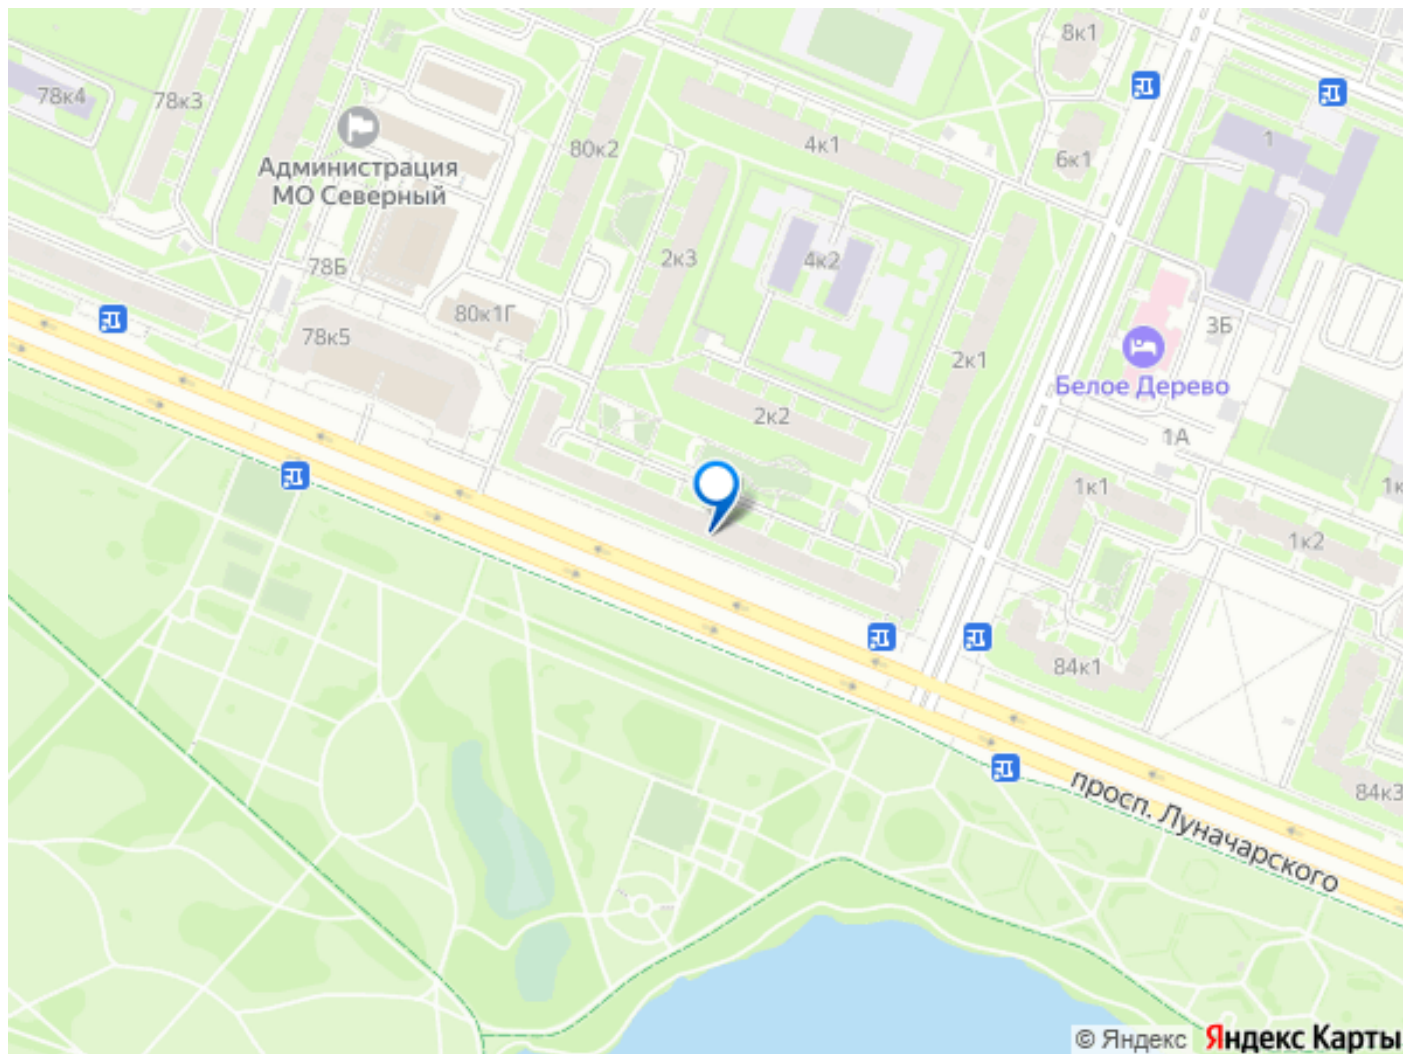 8к1
78к4
78к3
80к2
4к1
6к1
1
Администрация
МО Северный
2к3
4к2
78Б
80к1Г
78к5
3Б
2к1
Белое Дерево
2к2
1А
1к1
1к
1к2
84к1
84к3
просп. Луначарского
© Яндекс
Яндекс Карты